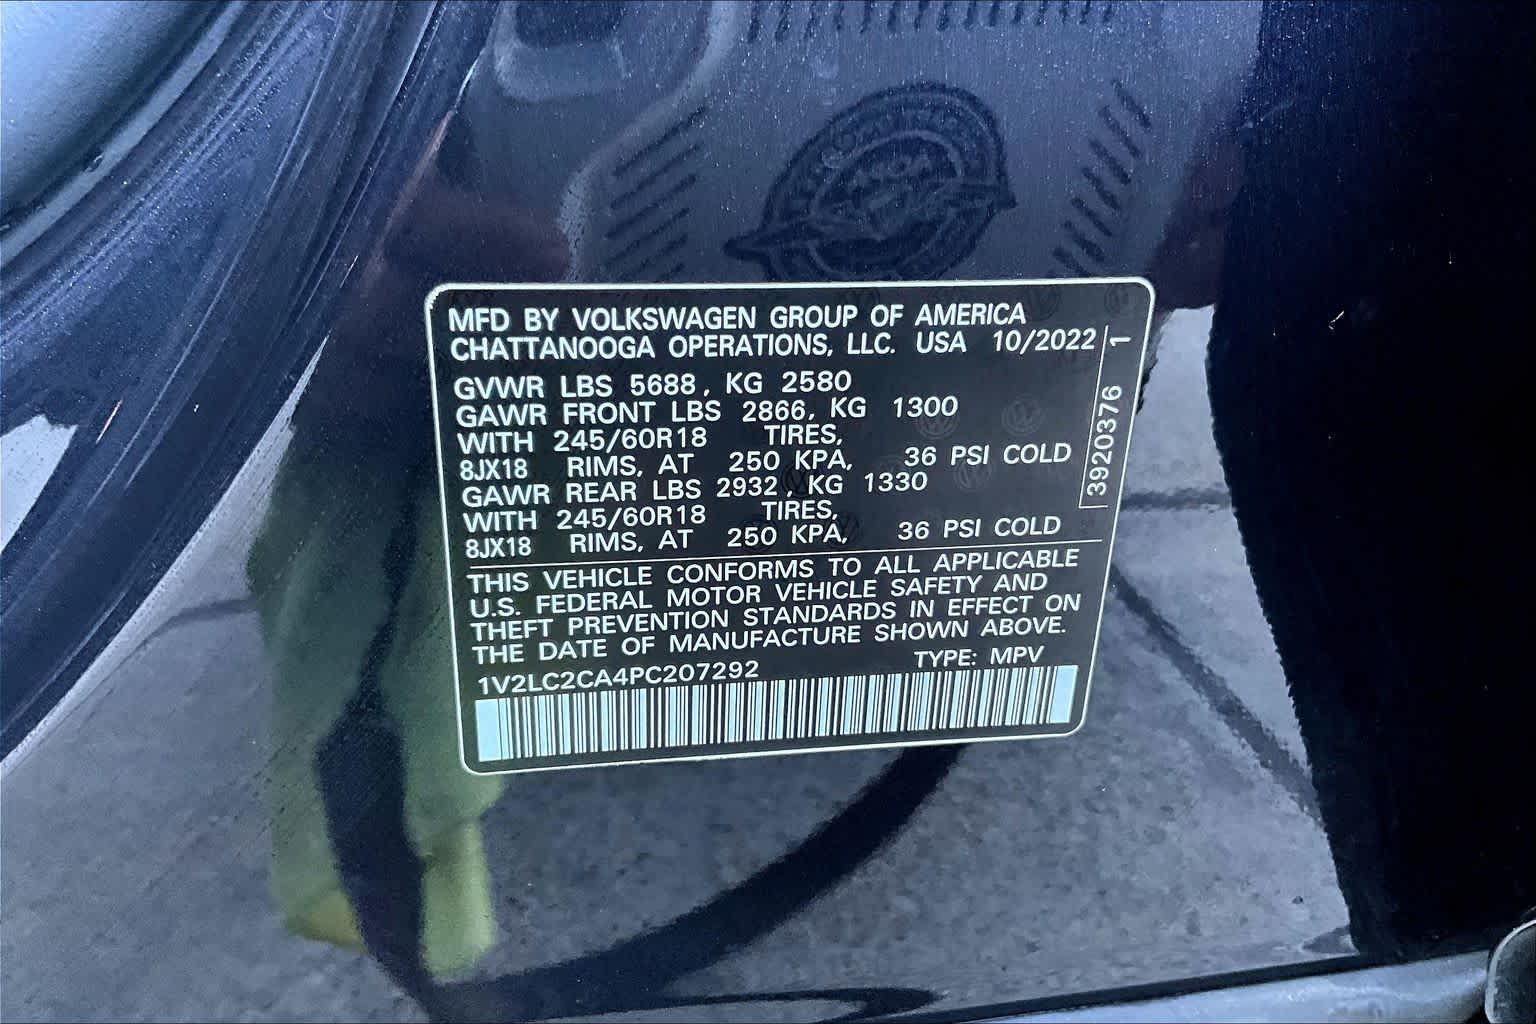 MFD BY VOLKSWAGEN GROUP OF AMERICA
CHATTANOOGA OPERATIONS, LLC. USA 10/2022
GVWR LBS 5688, KG 2580
GAWR FRONT LBS 2866, KG 1300
WITH 245/60R18 TIRES,
8JX18 RIMS, AT 250 KPA, 36 PSI COLD
GAWR REAR LBS 2932, KG 1330
WITH 245/60R18 TIRES,
8JX18 RIMS, AT 250 KPA, 36 PSI COLD
3920376 1
THIS VEHICLE CONFORMS TO ALL APPLICABLE
U.S. FEDERAL MOTOR VEHICLE SAFETY AND
THEFT PREVENTION STANDARDS IN EFFECT ON
THE DATE OF MANUFACTURE SHOWN ABOVE.
TYPE: MPV
1V2LC2CA4PC207292